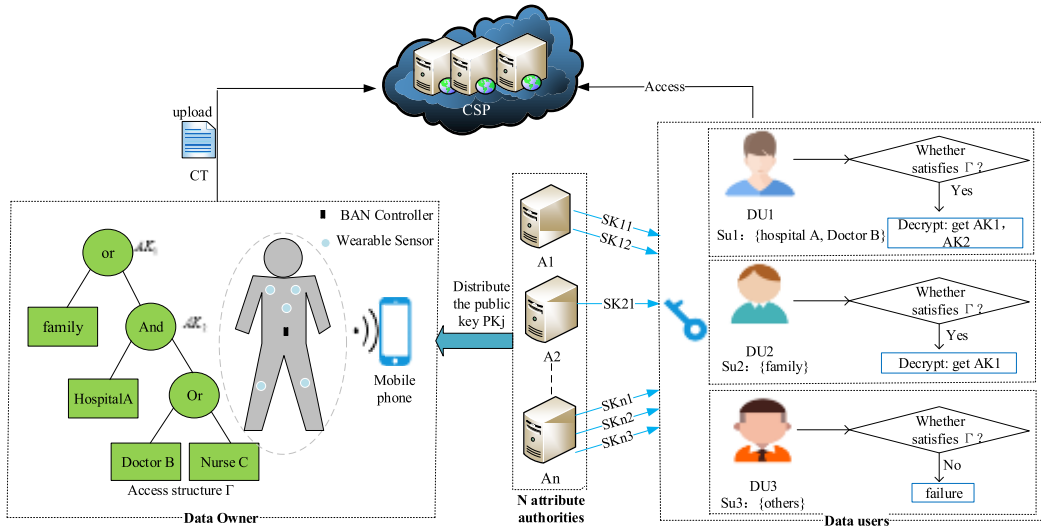 CSP
upload
CT
Access
or
family
And
HospitalA
Or
Doctor B
Nurse C
Access structure Γ
BAN Controller
Wearable Sensor
Mobile
phone
Data Owner
Distribute
the public
key PKj
A1
A2
An
N attribute
authorities
SK11
SK12
SK21
SKn1
SKn2
SKn3
DU1
Su1: {hospital A, Doctor B}
Whether
satisfies Γ?
Yes
Decrypt: get AK1,
AK2
DU2
Su2: {family}
Whether
satisfies Γ?
Yes
Decrypt: get AK1
DU3
Su3: {others}
Whether
satisfies Γ?
No
failure
Data users